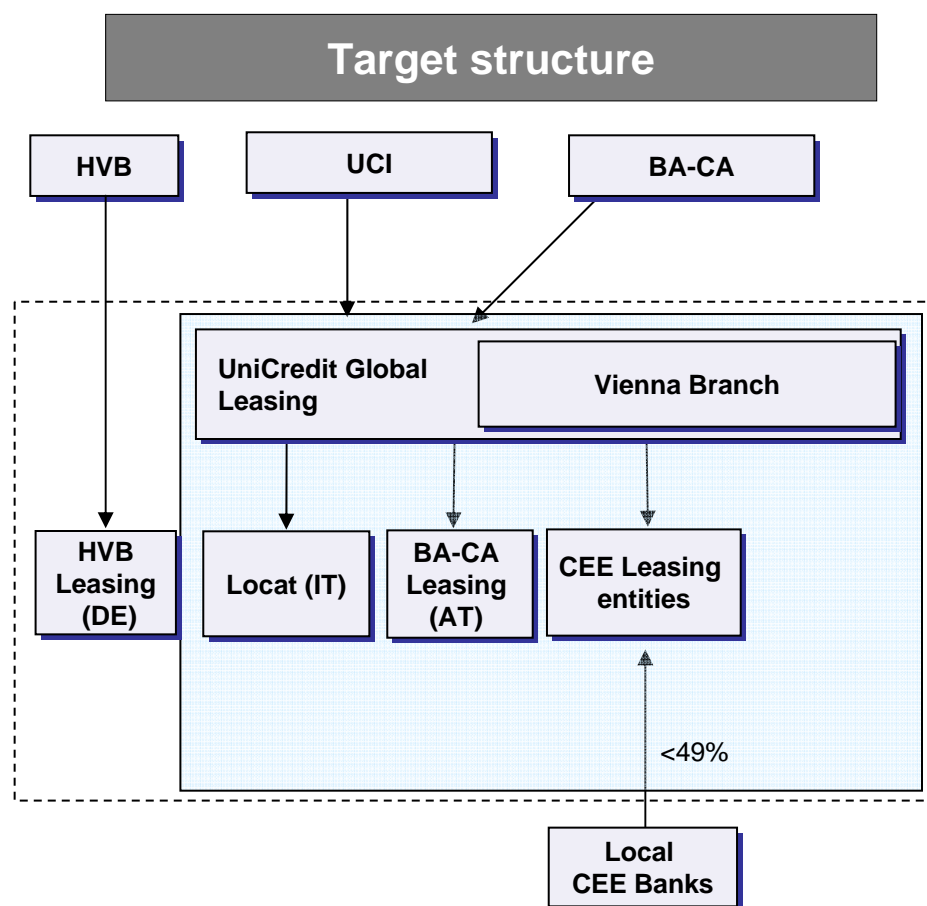 Target structure
HVB
UCI
BA-CA
UniCredit Global
Leasing
Vienna Branch
HVB
Leasing
(DE)
Locat (IT)
BA-CA
Leasing
(AT)
CEE Leasing
entities
<49%
Local
CEE Banks